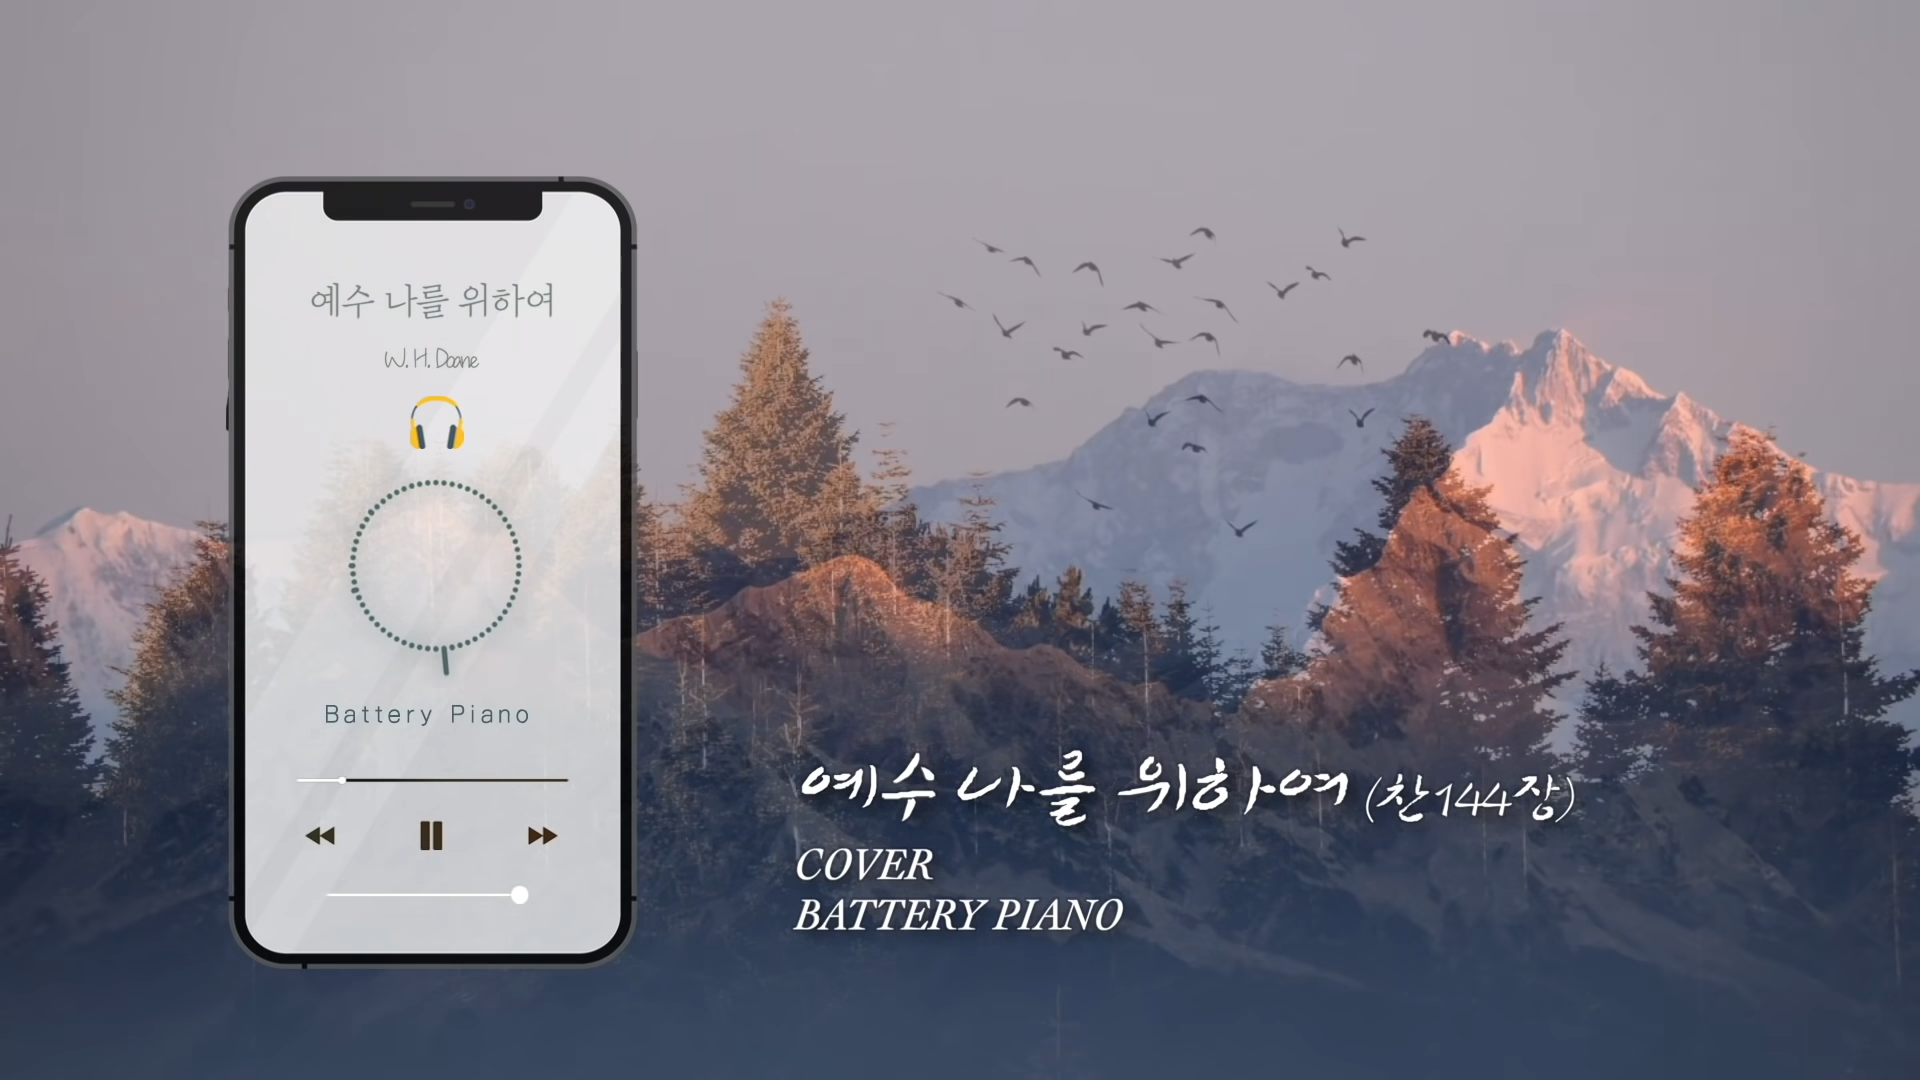 예수 나를 위하여
W. H. Doane
Battery Piano
예수 나를 위하여 (찬144장)
COVER
BATTERY PIANO